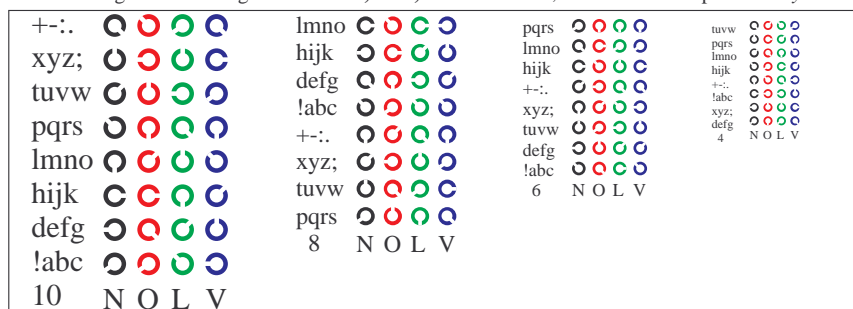 +-:.
xyz;
tuvw
pqrs
lmno
hijk
defg
!abc
10 N O L V
lmno
hijk
defg
!abc
+-:.
xyz;
tuvw
pqrs
8 N O L V
pqrs
lmno
hijk
+-:.
xyz;
tuvw
defg
!abc
6 N O L V
tuvw
pqrs
lmno
hijk
+-:.
!abc
xyz;
defg
4 N O L V